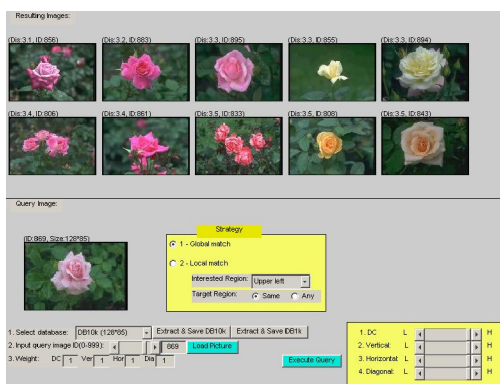 Resulting Images:
(Dis:3.1, ID:856) (Dis:3.2, ID:883) (Dis:3.3, ID:895) (Dis:3.3, ID:855) (Dis:3.3, ID:894)
(Dis:3.4, ID:806) (Dis:3.4, ID:861) (Dis:3.5, ID:833) (Dis:3.5, ID:808) (Dis:3.5, ID:843)
Query Image:
(ID:869, Size:128*85)
Strategy
1 - Global match
2 - Local match
Interested Region: Upper left
Target Region: Same Any
1. Select database: DB10k (128*85) Extract & Save DB10k Extract & Save DB1k
2. Input query image ID(0-999): 869 Load Picture
3. Weight: DC 1 Ver 1 Hor 1 Dia 1 Execute Query
1. DC L H
2. Vertical: L H
3. Horizontal: L H
4. Diagonal: L H